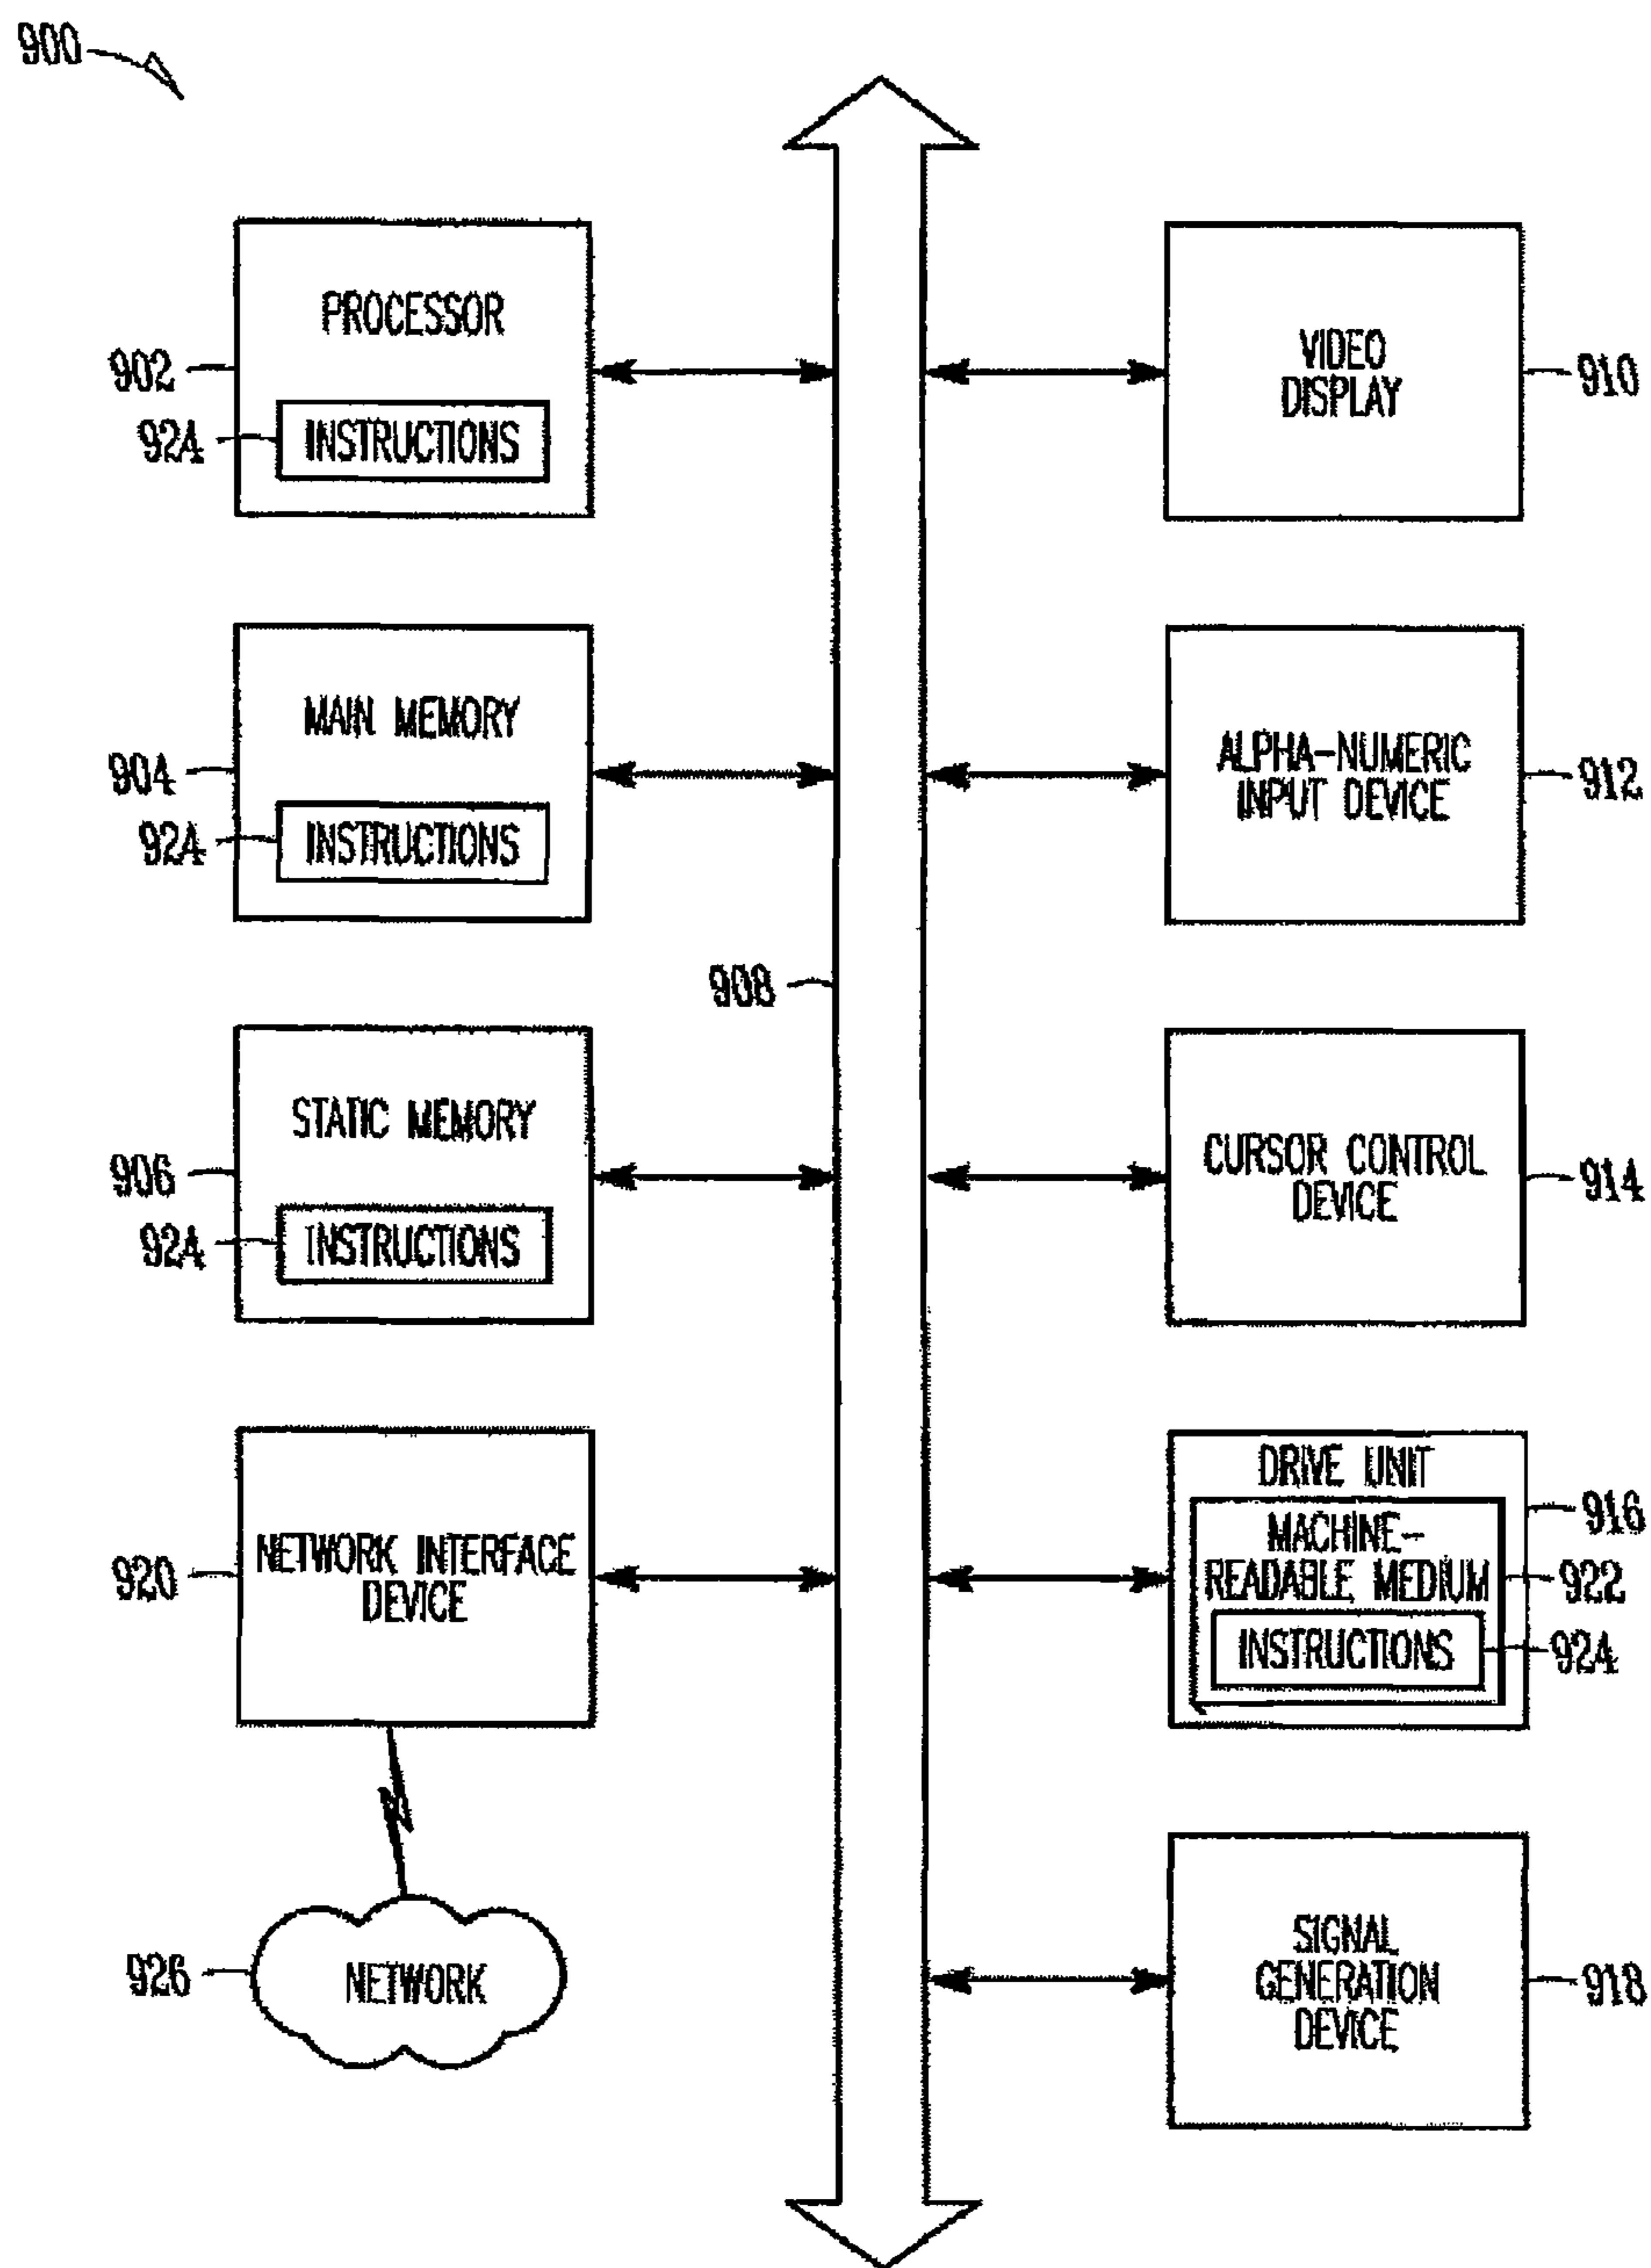 900
PROCESSOR
902
924
INSTRUCTIONS
VIDEO
DISPLAY
910
MAIN MEMORY
904
924
INSTRUCTIONS
ALPHA-NUMERIC
INPUT DEVICE
912
908
STATIC MEMORY
906
924
INSTRUCTIONS
CURSOR CONTROL
DEVICE
914
NETWORK INTERFACE
DEVICE
920
DRIVE UNIT
916
MACHINE-
READABLE MEDIUM
922
INSTRUCTIONS
924
926
NETWORK
SIGNAL
GENERATION
DEVICE
918